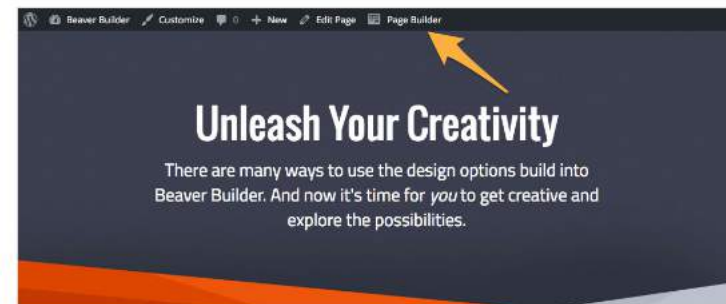 Beaver Builder Customize 0 New Edit Page Page Builder
Unleash Your Creativity
There are many ways to use the design options build into
Beaver Builder. And now it's time for you to get creative and
explore the possibilities.